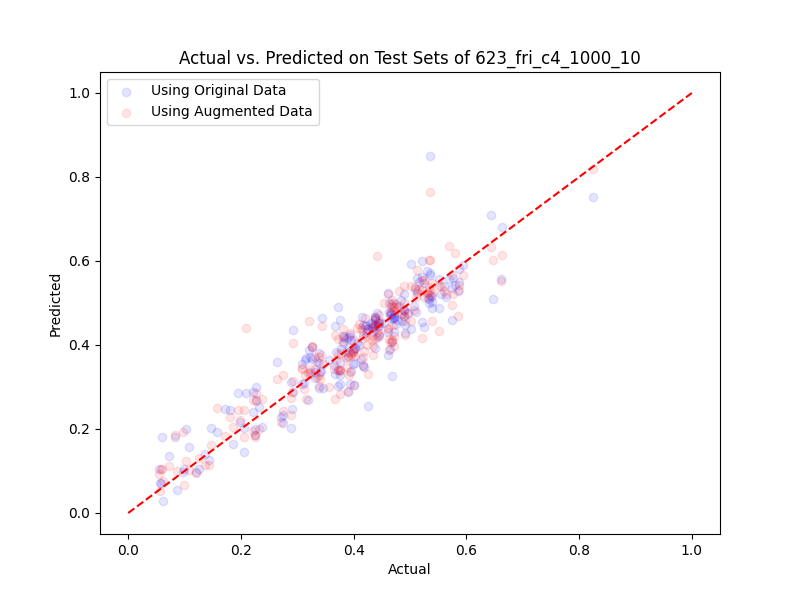 Actual vs. Predicted on Test Sets of 623_fri_c4_1000_10
Using Original Data
Using Augmented Data
1.0
0.8
0.6
0.4
0.2
0.0
Predicted
0.0 0.2 0.4 0.6 0.8 1.0
Actual